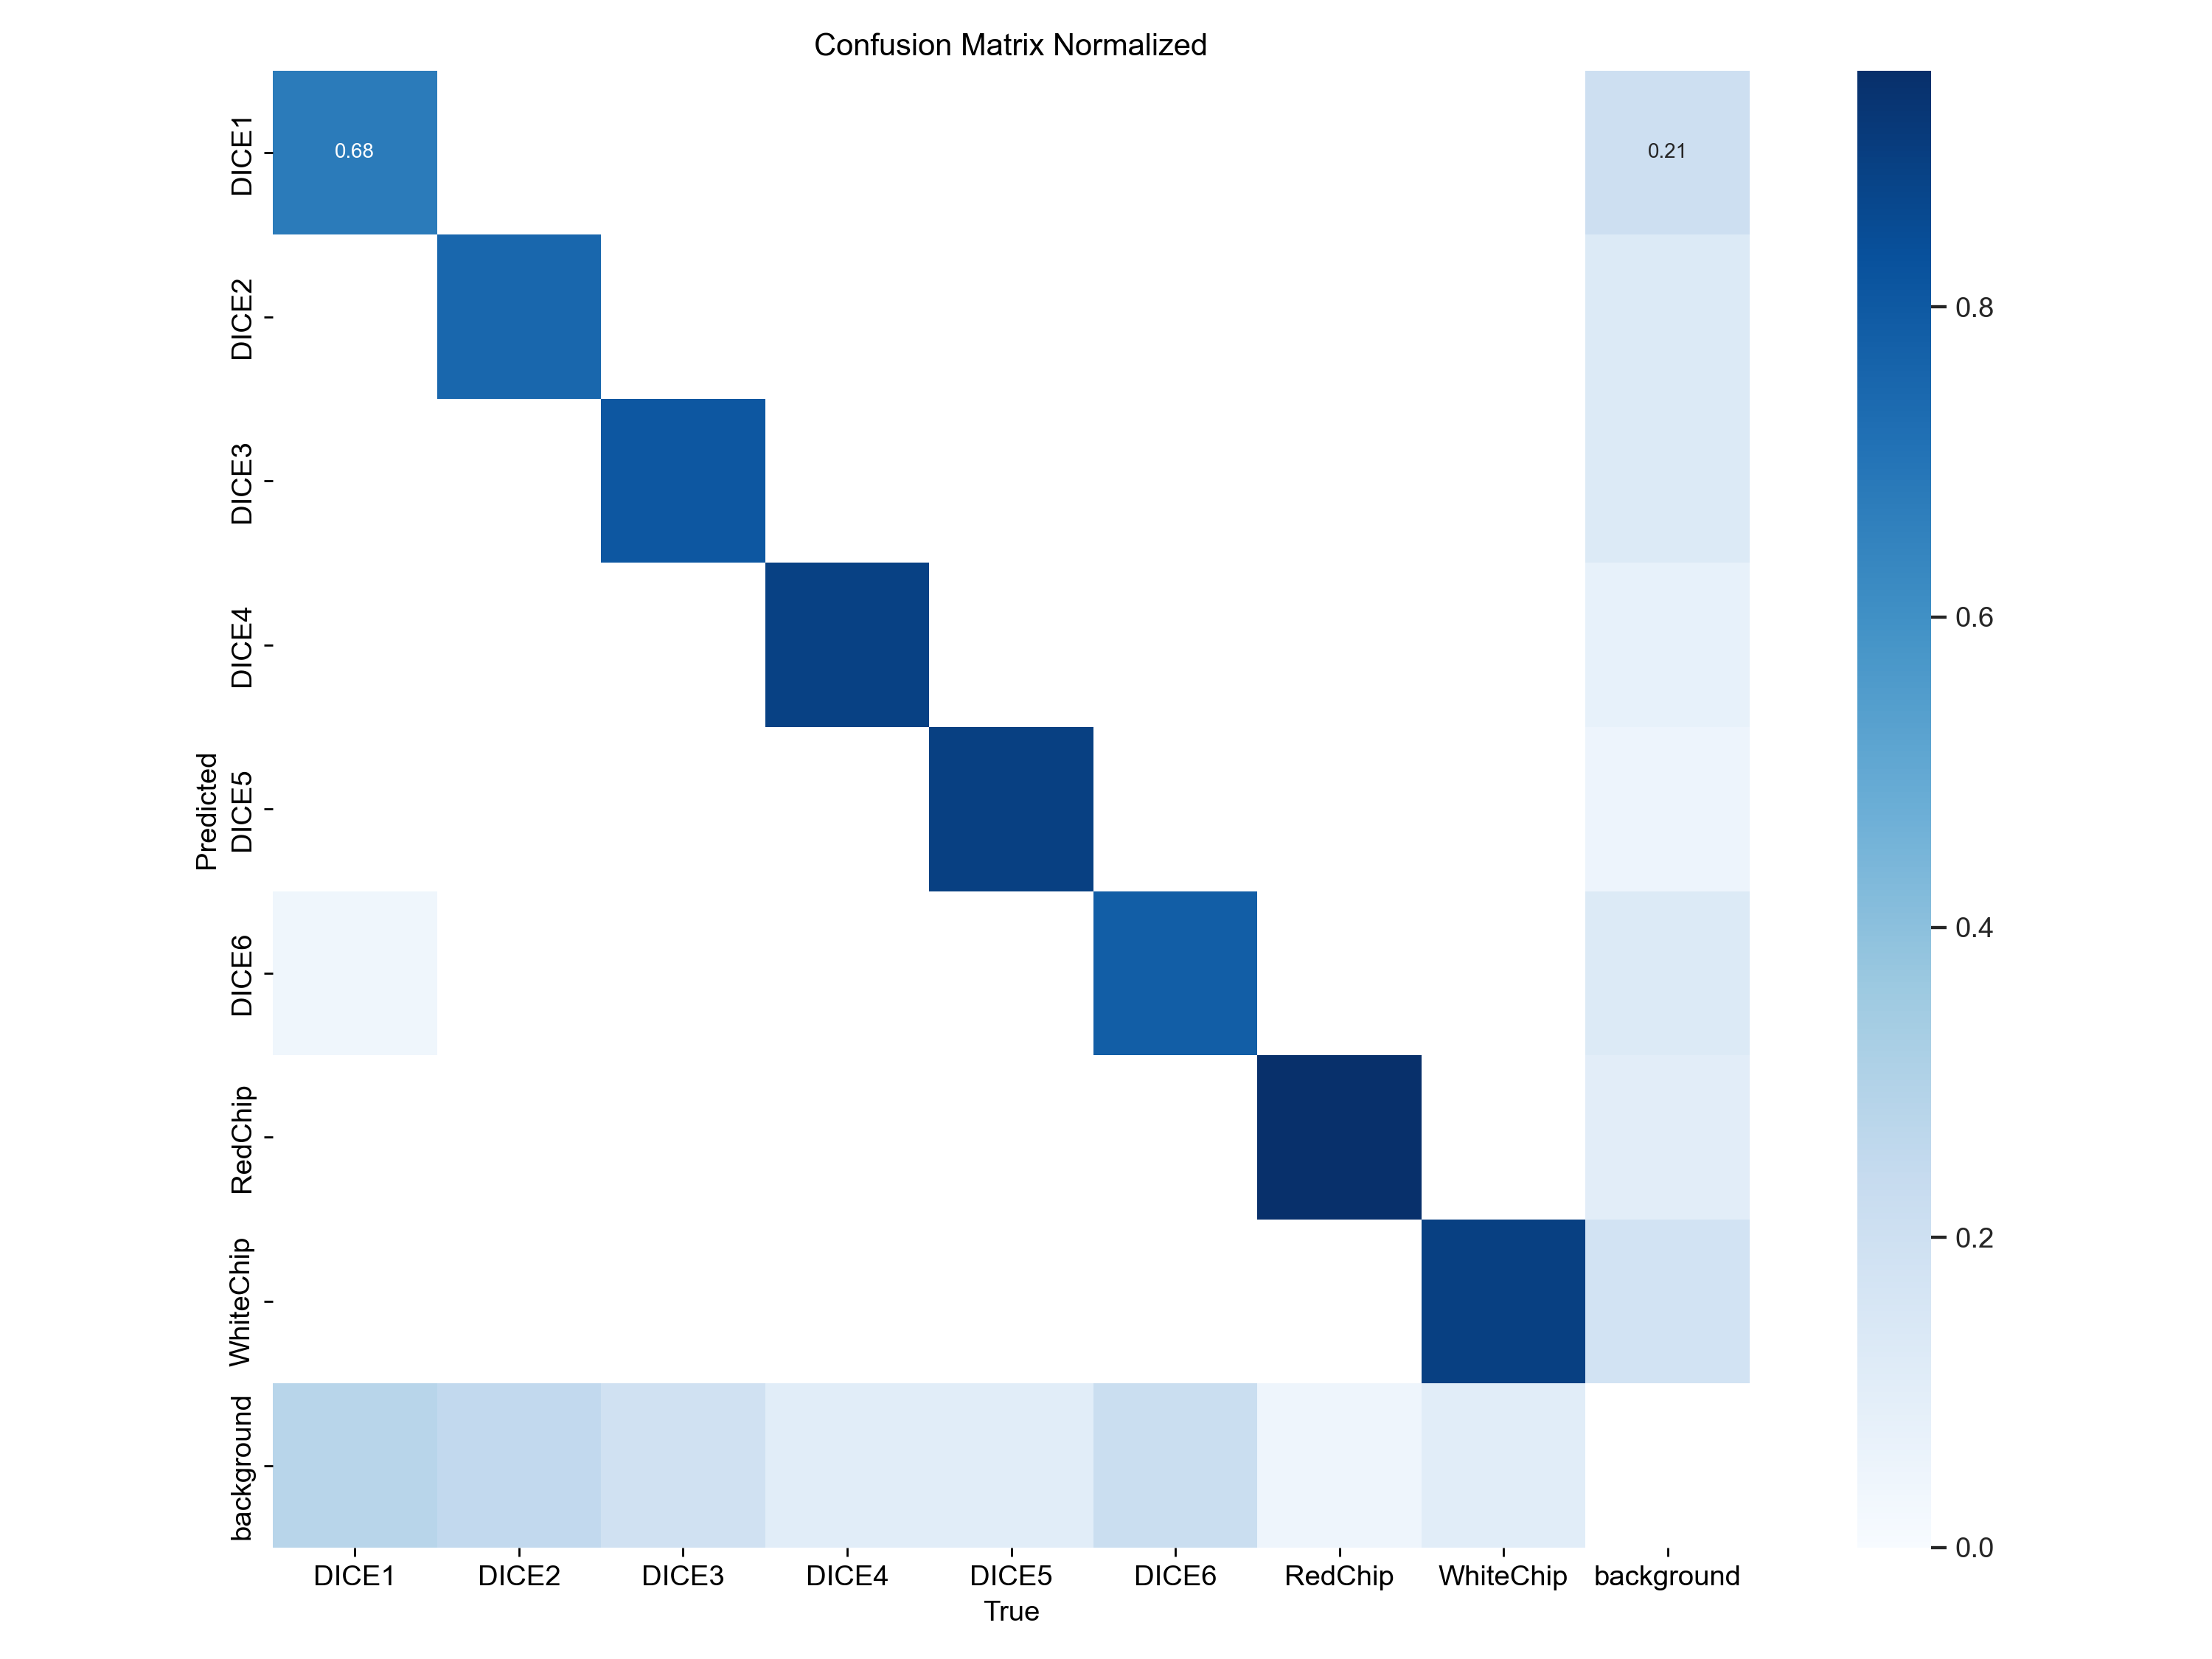 Confusion Matrix Normalized
DICE1
DICE2
DICE3
DICE4
DICE5
DICE6
RedChip
WhiteChip
background
Predicted
0.68
0.21
DICE1
DICE2
DICE3
DICE4
DICE5
DICE6
RedChip
WhiteChip
background
True
0.8
0.6
0.4
0.2
0.0